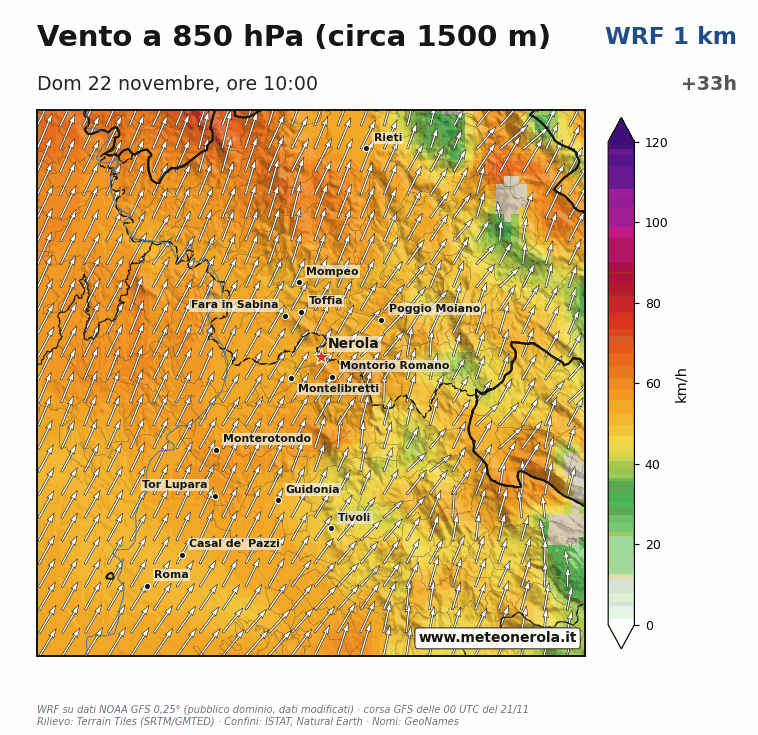 Vento a 850 hPa (circa 1500 m)
WRF 1 km
Dom 22 novembre, ore 10:00
+33h
Rieti
Mompeo
Fara in Sabina
Toffia
Poggio Moiano
Nerola
Montorio Romano
Montelibretti
Monterotondo
Tor Lupara
Guidonia
Tivoli
Casal de' Pazzi
Roma
www.meteonerola.it
120
100
80
60
40
20
0
km/h
WRF su dati NOAA GFS 0,25° (pubblico dominio, dati modificati) · corsa GFS delle 00 UTC del 21/11
Rilievo: Terrain Tiles (SRTM/GMTED) · Confini: ISTAT, Natural Earth · Nomi: GeoNames